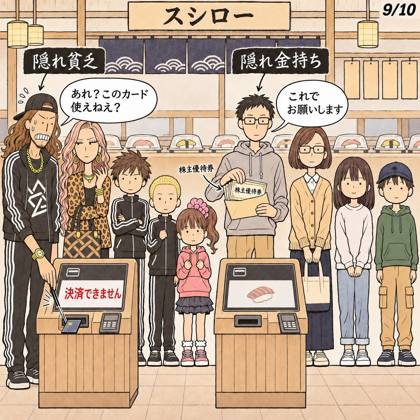 9/10
スシロー
隠れ貧乏
隠れ金持ち
あれ？このカード
使えねえ？
これで
お願いします
株主優待券
株主優待券
決済できません